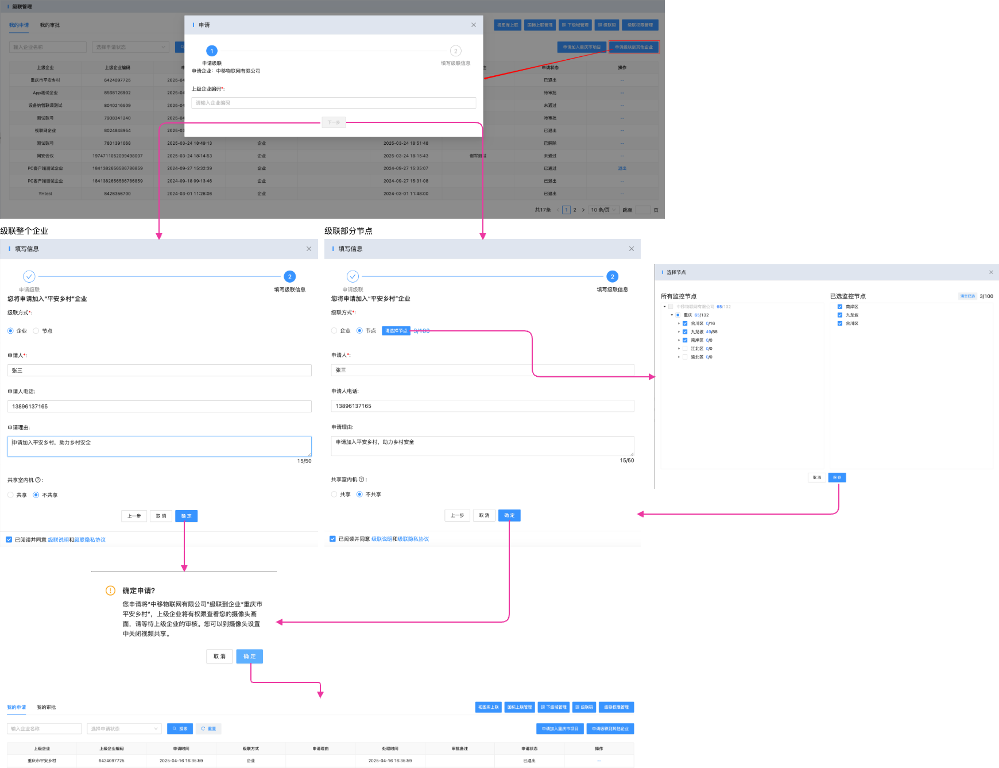 级联管理
我的申请 我的审批
视图库上联 国标上联管理 下级域管理 级联码 级联权限管理
输入企业名称 选择申请状态
申请加入重庆市项目 申请级联到其他企业
申请
1 2
申请级联 填写级联信息
申请企业：中移物联网有限公司
上级企业编码*:
请输入企业编码
下一步
上级企业 上级企业编码 申 注 申请状态 操作
重庆市平安乡村 6424097725 2025-04 已退出 --
App测试企业 8568126902 2025-04 待审批 --
设备纳管联调测试 8040216509 2025-04 未通过 --
测试账号 7908341240 2025-04 待审批 --
视联网企业 8024848954 2025-03 已退出 --
测试账号 7801391068 2025-03-24 18:49:13 企业 2025-03-24 18:51:48 已解除 --
网安会议 1974711052099498007 2025-03-24 18:14:53 企业 2025-03-24 18:15:43 谢军测试 未通过 --
PC客户端测试企业 1841382656586786859 2024-09-27 15:32:39 企业 2024-09-27 15:35:07 已通过 退出
PC客户端测试企业 1841382656586786859 2024-09-18 09:13:46 企业 2024-09-27 15:31:08 已退出 --
YHtest 8426356700 2024-03-01 11:26:06 企业 2024-03-01 11:48:00 已退出 --
共17条 < 1 2 > 10 条/页 跳至 页
级联整个企业
填写信息
2
申请级联 填写级联信息
您将申请加入“平安乡村”企业
级联方式*:
企业 节点
申请人*:
张三
申请人电话:
13896137165
申请理由:
申请加入平安乡村，助力乡村安全
15/50
共享室内机 ? :
共享 不共享
上一步 取 消 确 定
已阅读并同意 级联说明和级联隐私协议
级联部分节点
填写信息
2
申请级联 填写级联信息
您将申请加入“平安乡村”企业
级联方式*:
企业 节点 请选择节点 3/100
申请人*:
张三
申请人电话:
13896137165
申请理由:
申请加入平安乡村，助力乡村安全
15/50
共享室内机 ? :
共享 不共享
上一步 取 消 确 定
已阅读并同意 级联说明和级联隐私协议
选择节点
所有监控节点
中移物联网有限公司 65/132
重庆 65/132
合川区 0/16
九龙坡 49/88
南岸区 0/0
江北区 0/0
渝北区 0/0
已选监控节点 清空已选 3/100
南岸区
九龙坡
合川区
取 消 保 存
确定申请?
您申请将“中移物联网有限公司”级联到企业“重庆市
平安乡村”，上级企业将有权限查看您的摄像头画
面，请等待上级企业的审核。您可以到摄像头设置
中关闭视频共享。
取 消 确 定
我的申请 我的审批
视图库上联 国标上联管理 下级域管理 级联码 级联权限管理
输入企业名称 选择申请状态 搜索 重置
申请加入重庆市项目 申请级联到其他企业
上级企业 上级企业编码 申请时间 级联方式 申请理由 处理时间 审批备注 申请状态 操作
重庆市平安乡村 6424097725 2025-04-16 16:35:59 企业 2025-04-16 16:35:59 已退出 --